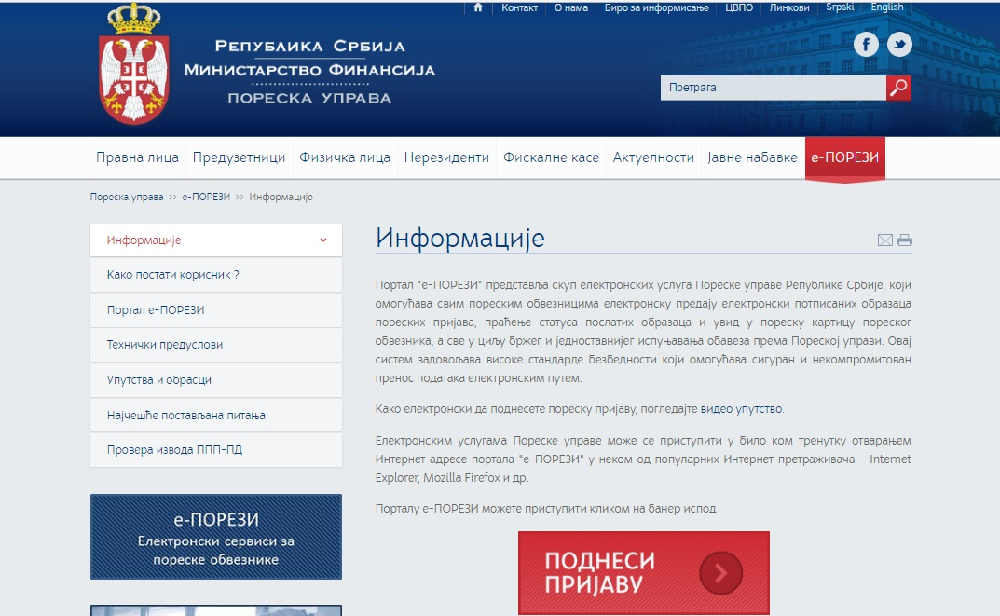 Контакт О нама Биро за информисање ЦВПО Линкови Srpski English
Република Србија
Министарство Финансија
ПОРЕСКА УПРАВА
Претрага
Правна лица Предузетници Физичка лица Нерезиденти Фискалне касе Актуелности Јавне набавке е-ПОРЕЗИ
Пореска управа >> е-ПОРЕЗИ >> Информације
Информације
Како постати корисник ?
Портал е-ПОРЕЗИ
Технички предуслови
Упутства и обрасци
Најчешће постављана питања
Провера извода ППП-ПД
е-ПОРЕЗИ
Електронски сервиси за
пореске обвезнике
Информације
Портал "е-ПОРЕЗИ" представља скуп електронских услуга Пореске управе Републике Србије, који
омогућава свим пореским обвезницима електронску предају електронски потписаних образаца
пореских пријава, праћење статуса послатих образаца и увид у пореску картицу пореског
обвезника, а све у циљу бржег и једноставнијег испуњавања обавеза према Пореској управи. Овај
систем задовољава високе стандарде безбедности који омогућава сигуран и некомпромитован
пренос података електронским путем.
Како електронски да поднесете пореску пријаву, погледајте видео упутство.
Електронским услугама Пореске управе може се приступити у било ком тренутку отварањем
Интернет адресе портала "е-ПОРЕЗИ" у неком од популарних Интернет претраживача – Internet
Explorer, Mozilla Firefox и др.
Порталу е-ПОРЕЗИ можете приступити кликом на банер испод
ПОДНЕСИ
ПРИЈАВУ